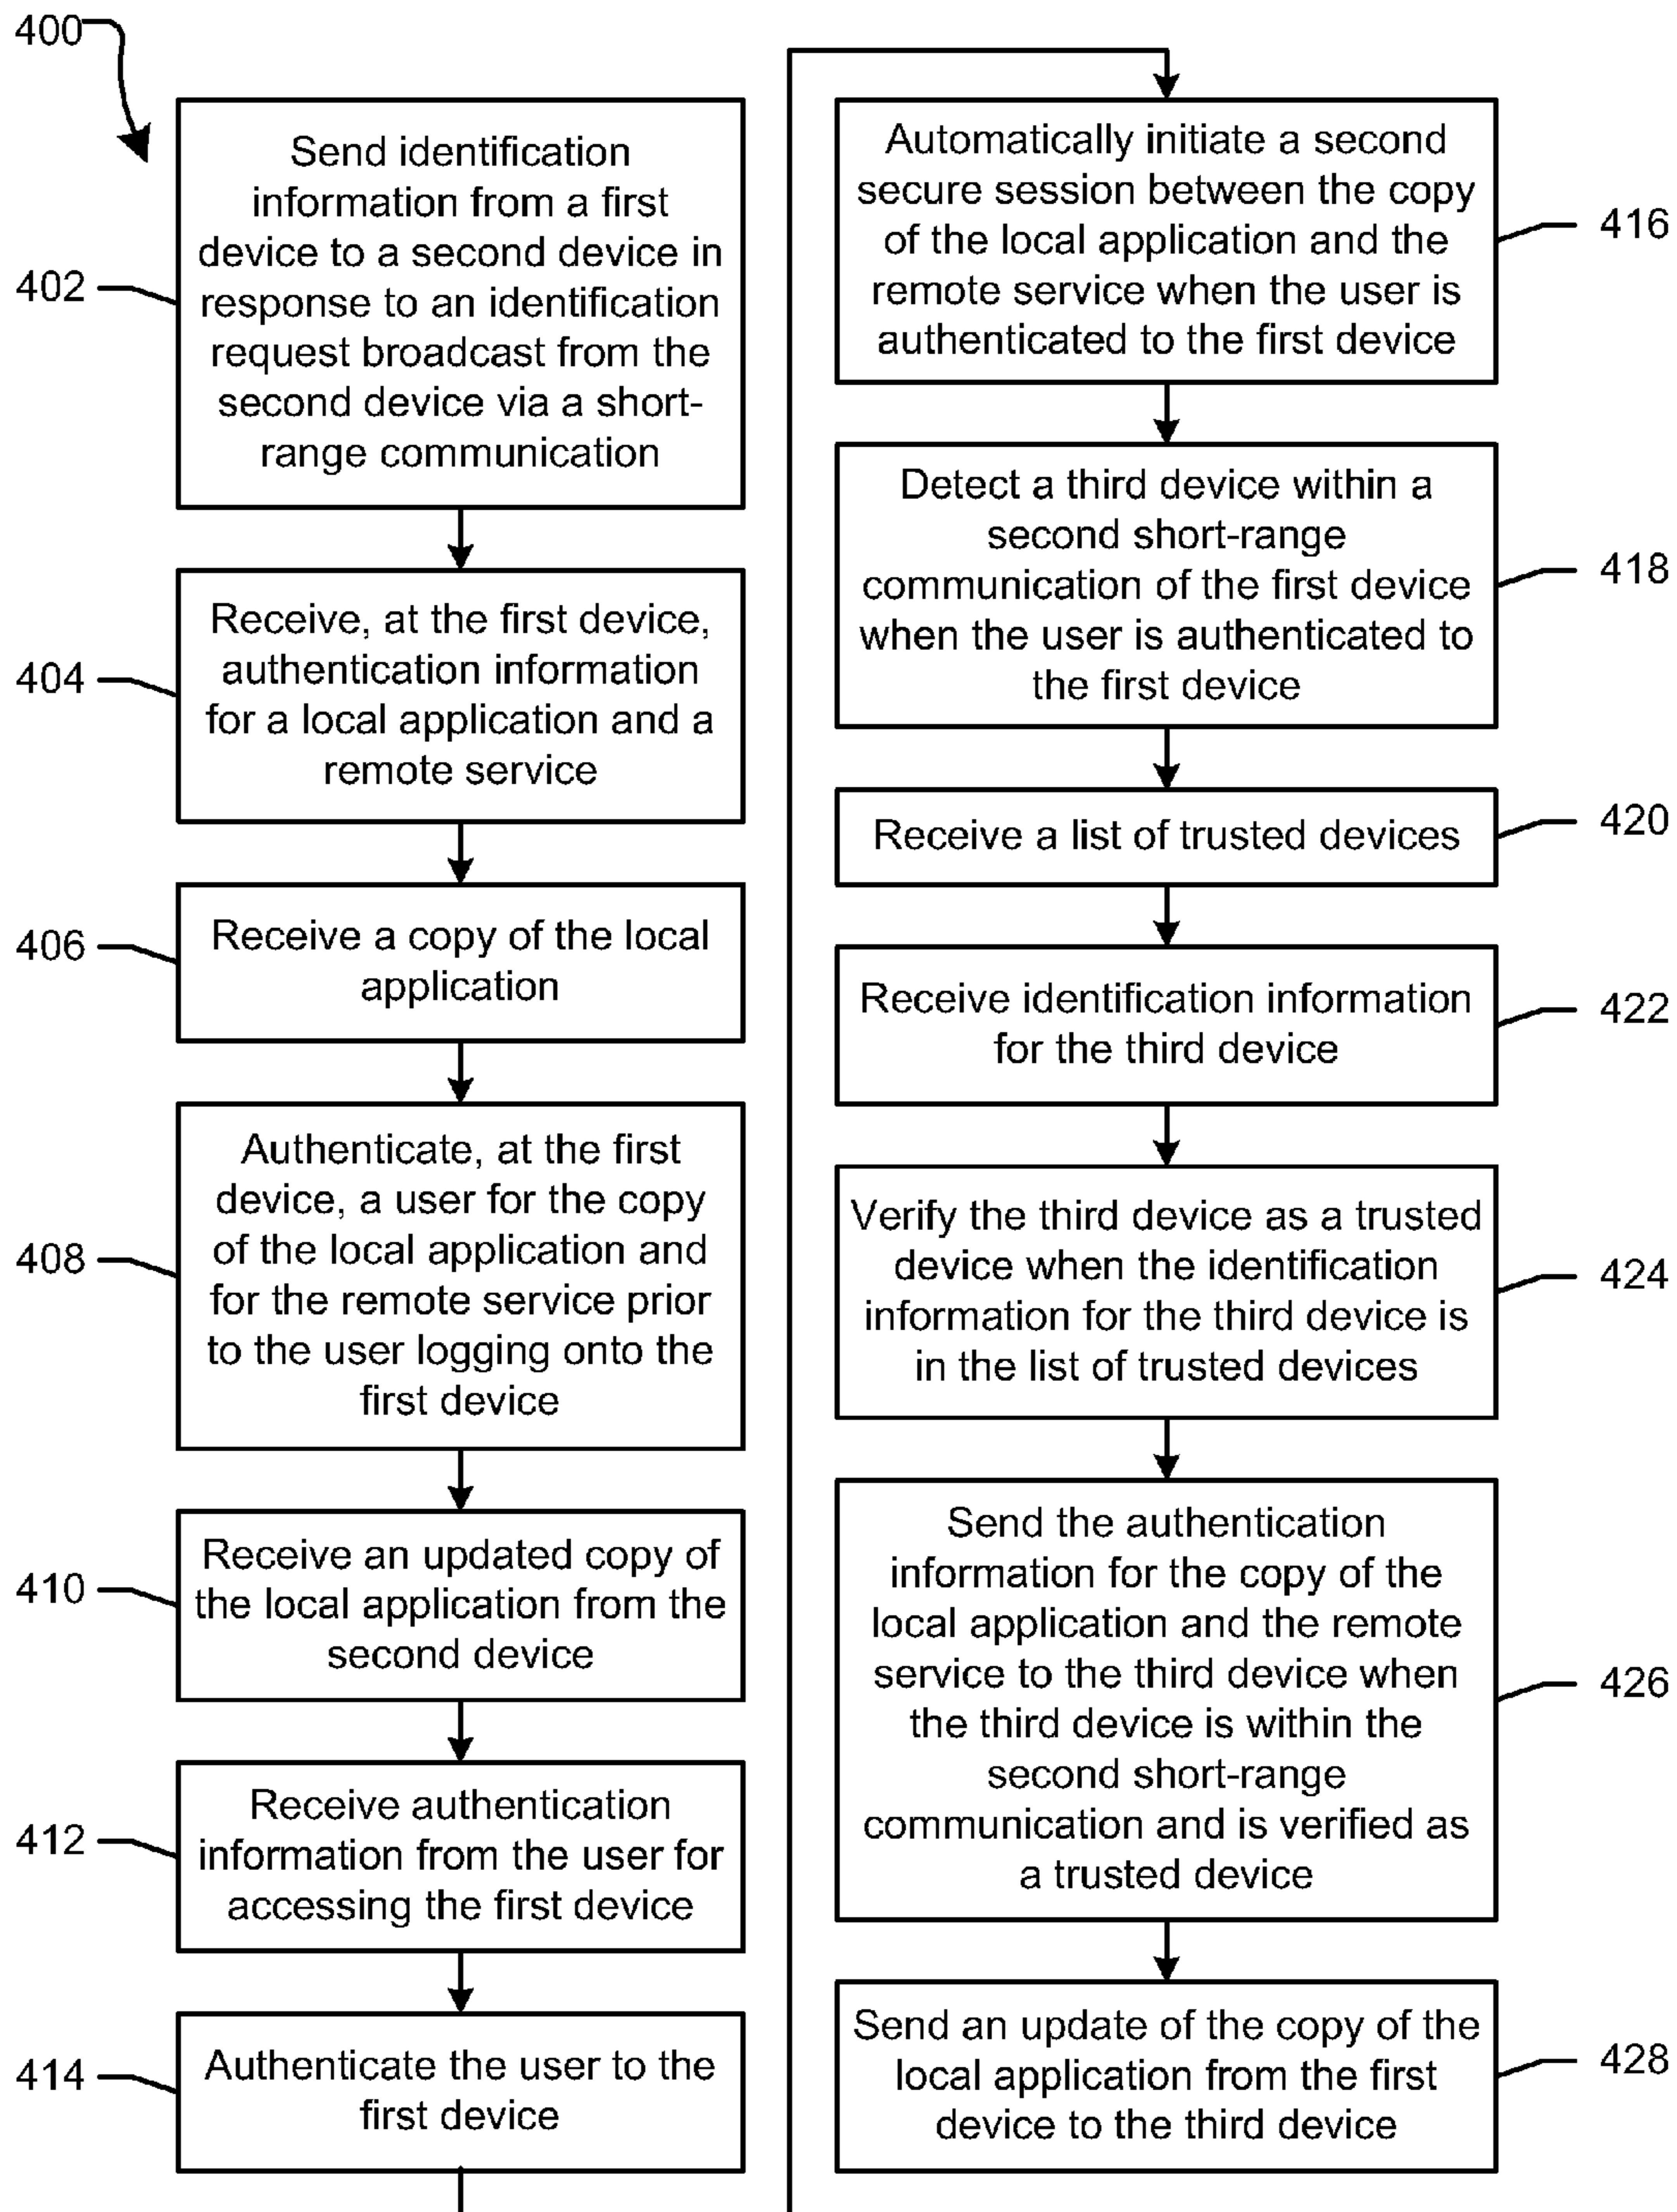 400
Send identification
information from a first
device to a second device in
response to an identification
request broadcast from the
second device via a short-
range communication
402
Receive, at the first device,
authentication information
for a local application and a
remote service
404
Receive a copy of the local
application
406
Authenticate, at the first
device, a user for the copy
of the local application and
for the remote service prior
to the user logging onto the
first device
408
Receive an updated copy of
the local application from the
second device
410
Receive authentication
information from the user for
accessing the first device
412
Authenticate the user to the
first device
414
Automatically initiate a second
secure session between the copy
of the local application and the
remote service when the user is
authenticated to the first device
416
Detect a third device within a
second short-range
communication of the first device
when the user is authenticated to
the first device
418
Receive a list of trusted devices
420
Receive identification information
for the third device
422
Verify the third device as a trusted
device when the identification
information for the third device is
in the list of trusted devices
424
Send the authentication
information for the copy of the
local application and the remote
service to the third device when
the third device is within the
second short-range
communication and is verified as
a trusted device
426
Send an update of the copy of the
local application from the first
device to the third device
428